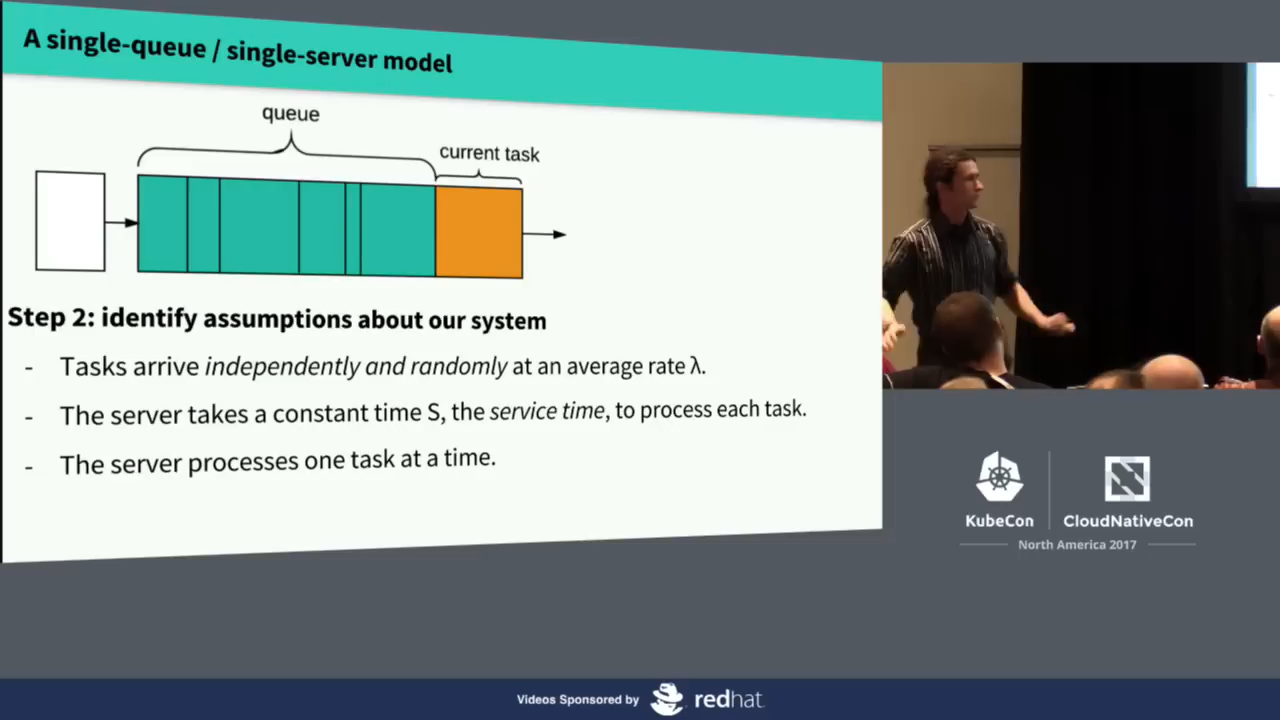 A single-queue / single-server model
queue
current task
Step 2: identify assumptions about our system
- Tasks arrive independently and randomly at an average rate λ.
- The server takes a constant time S, the service time, to process each task.
- The server processes one task at a time.
KubeCon
CloudNativeCon
North America 2017
Videos Sponsored by
redhat.